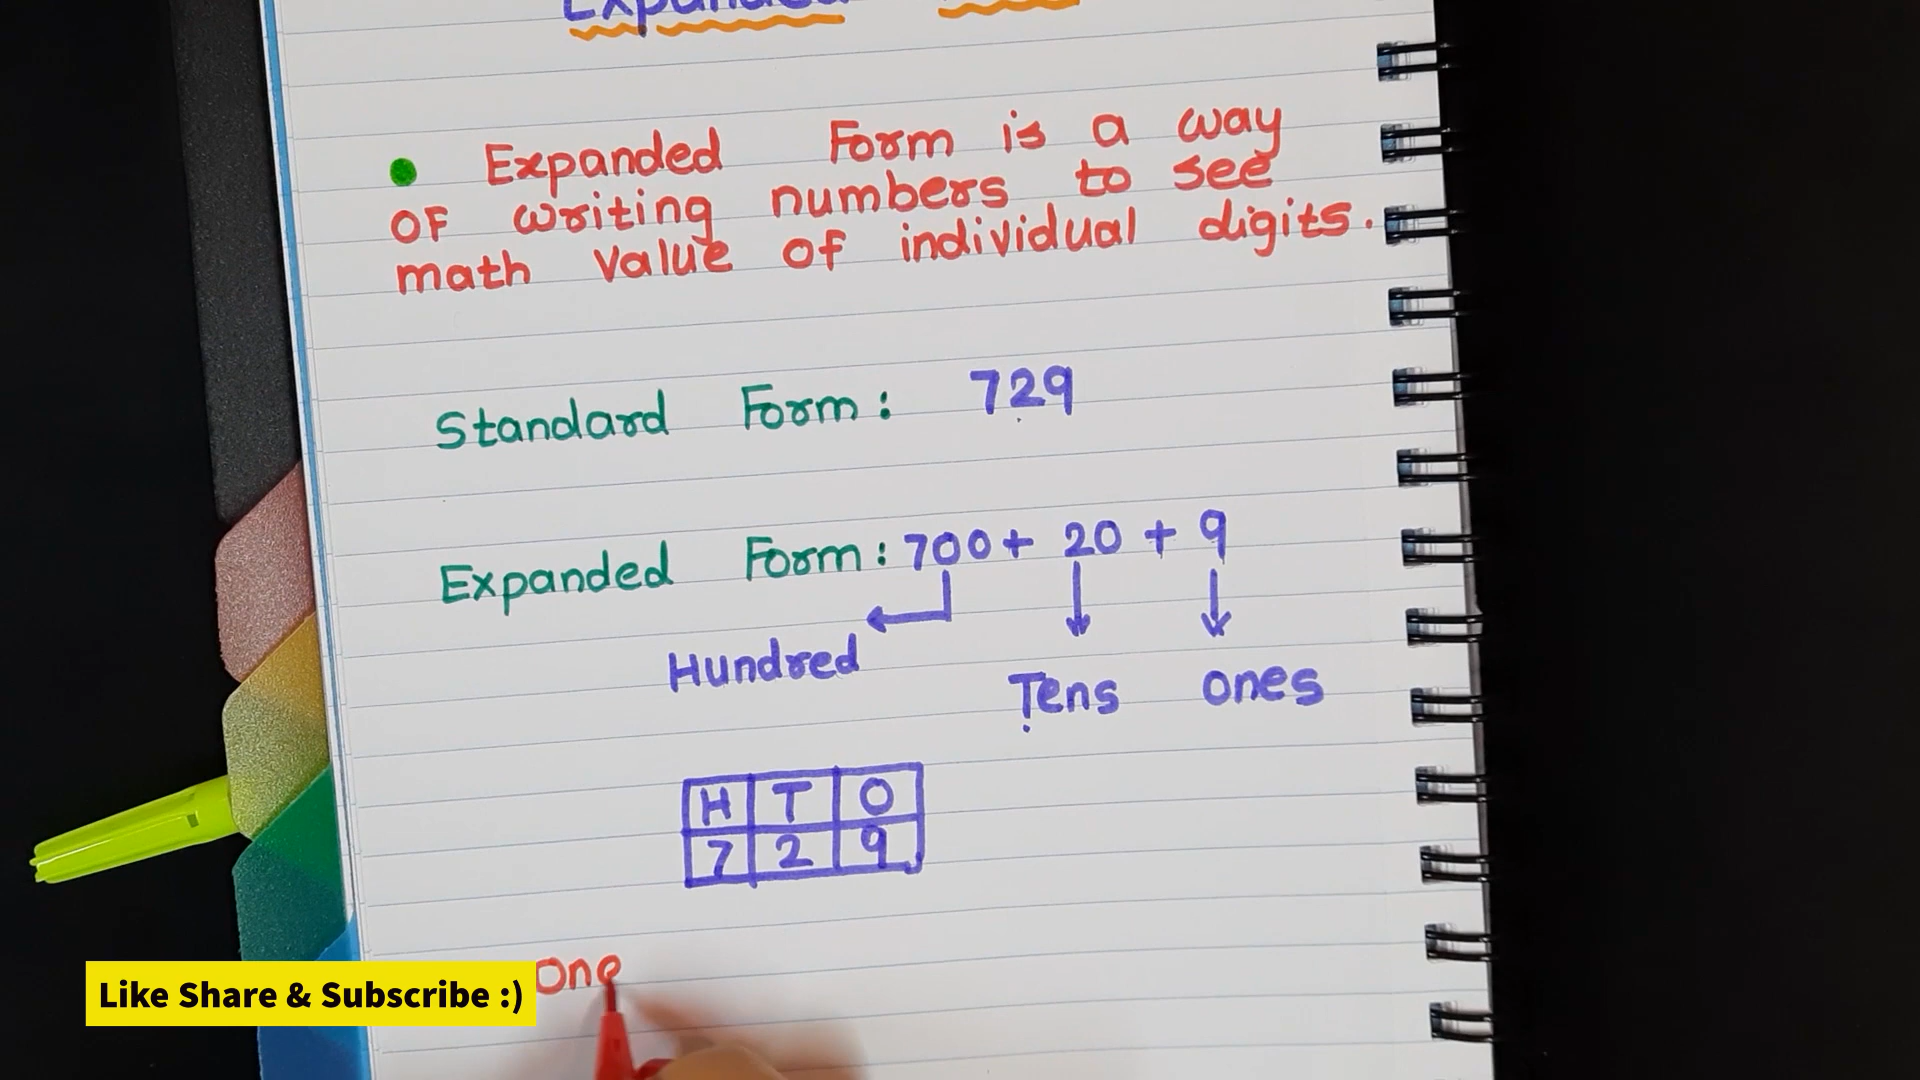 Expanded
• Expanded Form is a way
OF writing numbers to see
math value of individual digits.
Standard Form: 729
Expanded Form: 700 + 20 + 9
Hundred
Tens ones
H T O
7 2 9
One
Like Share & Subscribe :)